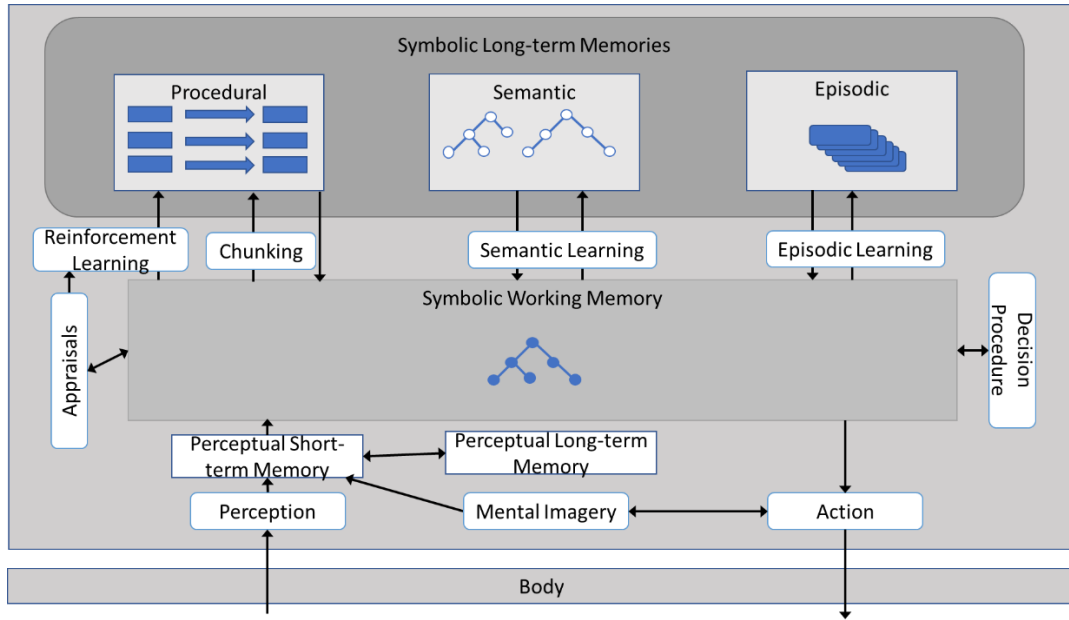 Symbolic Long-term Memories
Procedural
Semantic
Episodic
Reinforcement
Learning
Chunking
Semantic Learning
Episodic Learning
Symbolic Working Memory
Appraisals
Decision
Procedure
Perceptual Short-
term Memory
Perceptual Long-term
Memory
Perception
Mental Imagery
Action
Body